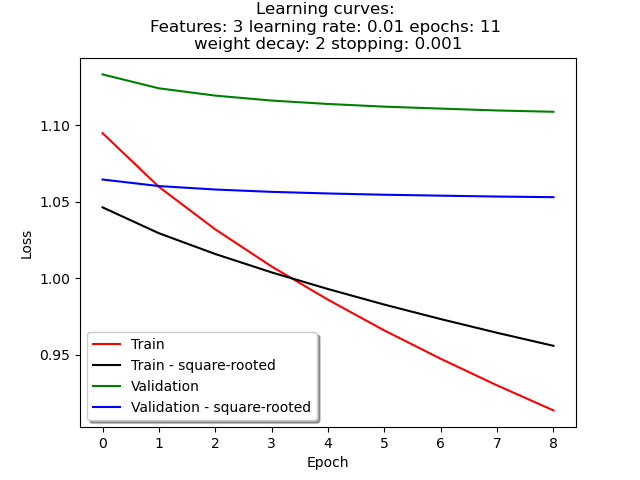 Learning curves:
Features: 3 learning rate: 0.01 epochs: 11
weight decay: 2 stopping: 0.001
1.10
1.05
1.00
0.95
Loss
Train
Train - square-rooted
Validation
Validation - square-rooted
0 1 2 3 4 5 6 7 8
Epoch